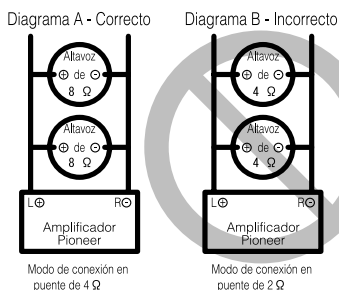 Diagrama A - Correcto
Altavoz
⊕ de ⊖
8 Ω
Altavoz
⊕ de ⊖
8 Ω
L⊕ R⊖
Amplificador
Pioneer
Modo de conexión en
puente de 4 Ω
Diagrama B - Incorrecto
Altavoz
⊕ de ⊖
4 Ω
Altavoz
⊕ de ⊖
4 Ω
L⊕ R⊖
Amplificador
Pioneer
Modo de conexión en
puente de 2 Ω